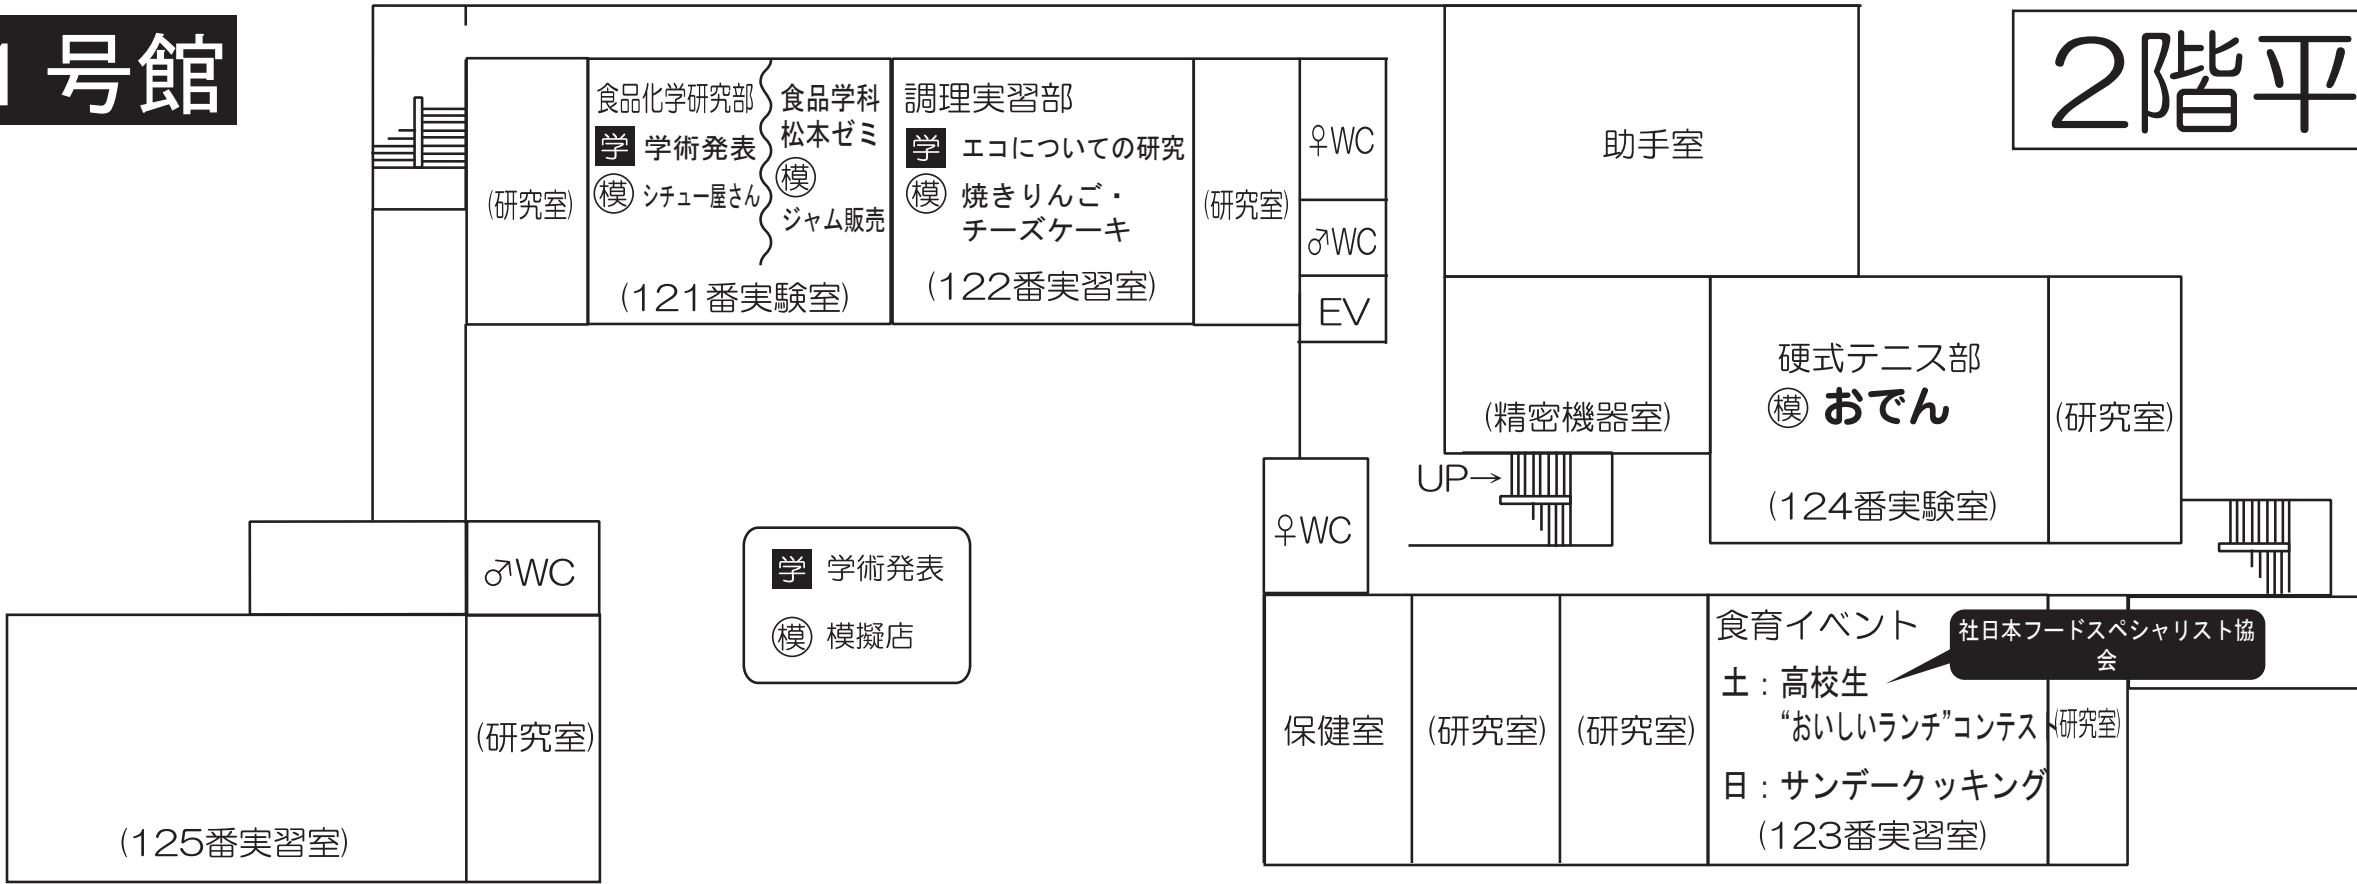 1号館
2階平
食品化学研究部
学 学術発表
模 シチュー屋さん
食品学科
松本ゼミ
模
ジャム販売
(121番実験室)
調理実習部
学 エコについての研究
模 焼きりんご・
チーズケーキ
(122番実習室)
(研究室)
(研究室)
♀WC
♂WC
EV
助手室
(精密機器室)
硬式テニス部
模 おでん
(124番実験室)
(研究室)
UP→
♀WC
♂WC
学 学術発表
模 模擬店
(研究室)
(125番実習室)
保健室
(研究室)
(研究室)
食育イベント
社日本フードスペシャリスト協
会
土：高校生
“おいしいランチ”コンテスト
日：サンデークッキング
(123番実習室)
(研究室)